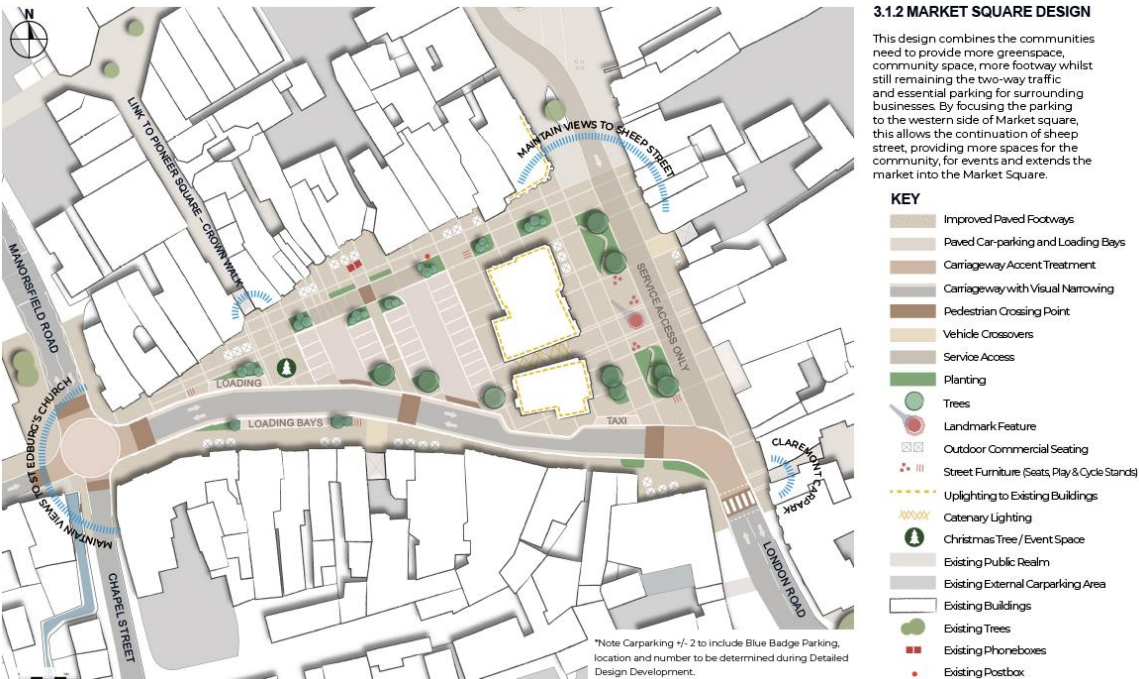 N
LINK TO PIONEER SQUARE - CROWN WALK
MAINTAIN VIEWS TO SHEEP STREET
MANORSFIELD ROAD
SERVICE ACCESS ONLY
LOADING
LOADING BAYS
TAXI
MAINTAIN VIEWS TO ST EDBURG'S CHURCH
CLAREMONT CARPARK
CHAPEL STREET
LONDON ROAD
*Note Carparking +/- 2 to include Blue Badge Parking,
location and number to be determined during Detailed
Design Development.
3.1.2 MARKET SQUARE DESIGN
This design combines the communities
need to provide more greenspace,
community space, more footway whilst
still remaining the two-way traffic
and essential parking for surrounding
businesses. By focusing the parking
to the western side of Market square,
this allows the continuation of sheep
street, providing more spaces for the
community, for events and extends the
market into the Market Square.
KEY
Improved Paved Footways
Paved Car-parking and Loading Bays
Carriageway Accent Treatment
Carriageway with Visual Narrowing
Pedestrian Crossing Point
Vehicle Crossovers
Service Access
Planting
Trees
Landmark Feature
Outdoor Commercial Seating
Street Furniture (Seats, Play & Cycle Stands)
Uplighting to Existing Buildings
Catenary Lighting
Christmas Tree / Event Space
Existing Public Realm
Existing External Carparking Area
Existing Buildings
Existing Trees
Existing Phoneboxes
Existing Postbox